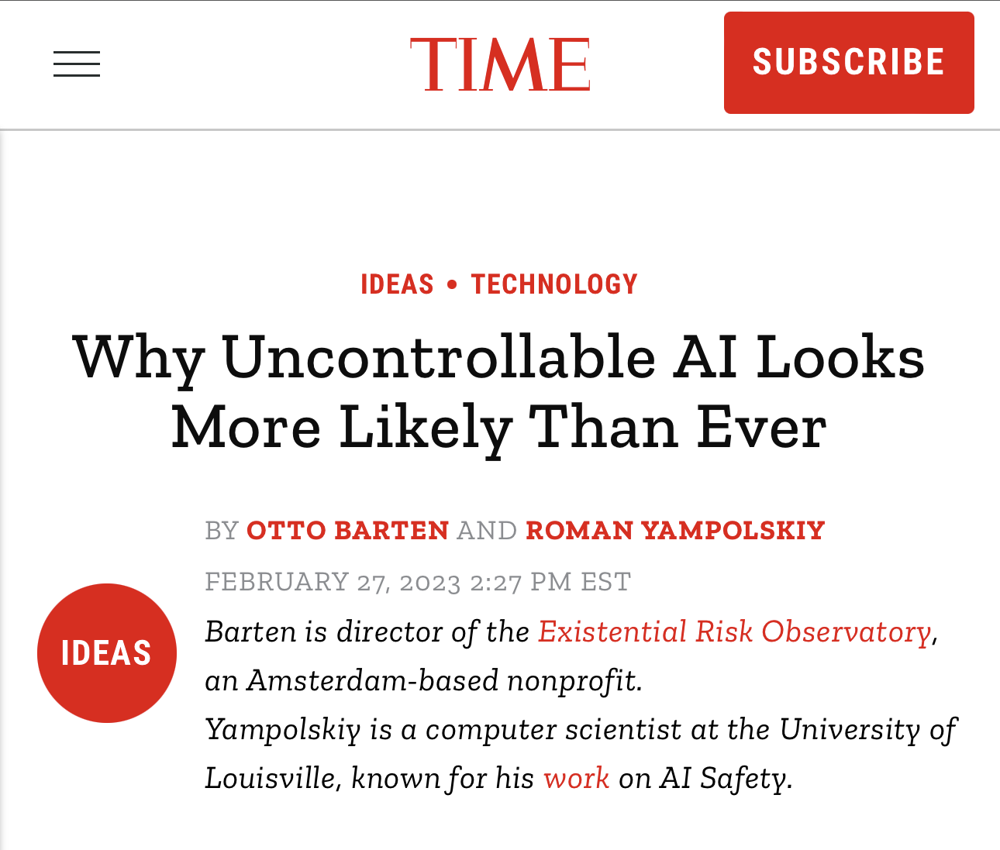 TIME
SUBSCRIBE
IDEAS • TECHNOLOGY
Why Uncontrollable AI Looks
More Likely Than Ever
BY OTTO BARTEN AND ROMAN YAMPOLSKIY
FEBRUARY 27, 2023 2:27 PM EST
IDEAS
Barten is director of the Existential Risk Observatory,
an Amsterdam-based nonprofit.
Yampolskiy is a computer scientist at the University of
Louisville, known for his work on AI Safety.